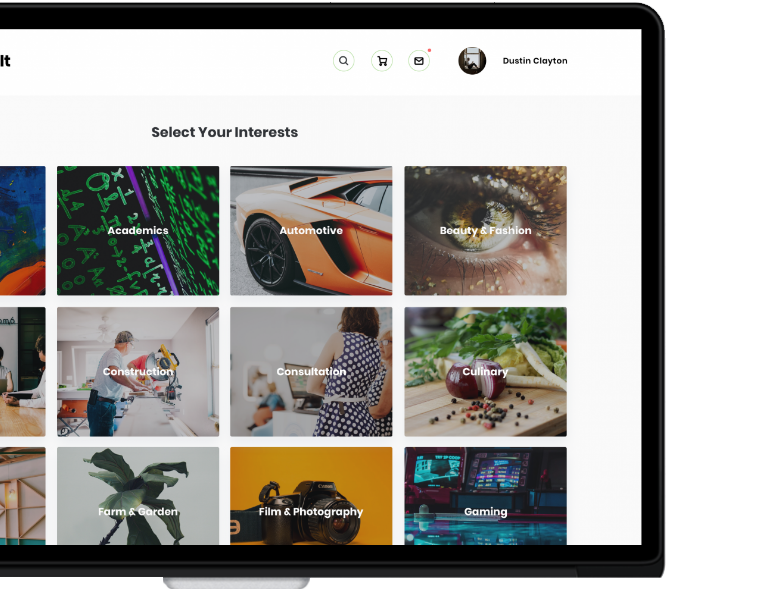 lt
Dustin Clayton
Select Your Interests
Academics
Automotive
Beauty & Fashion
Construction
Consultation
Culinary
Farm & Garden
Film & Photography
Gaming